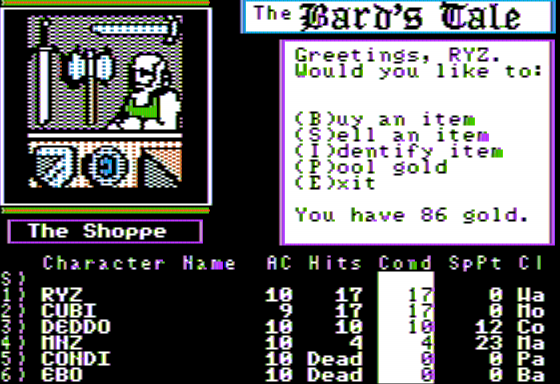 The Bard's Tale
Greetings, RYZ.
Would you like to:
(B)uy an item
(S)ell an item
(I)dentify item
(P)ool gold
(E)xit
You have 86 gold.
The Shoppe
Character Name AC Hits Cond SpPt Cl
S)
1) RYZ 10 17 17 0 Wa
2) CUBI 9 17 17 0 Mo
3) DEDDO 10 10 10 12 Co
4) MNZ 10 4 4 23 Ma
5) CONDI 10 Dead 0 0 Pa
6) EBO 10 Dead 0 0 Ba